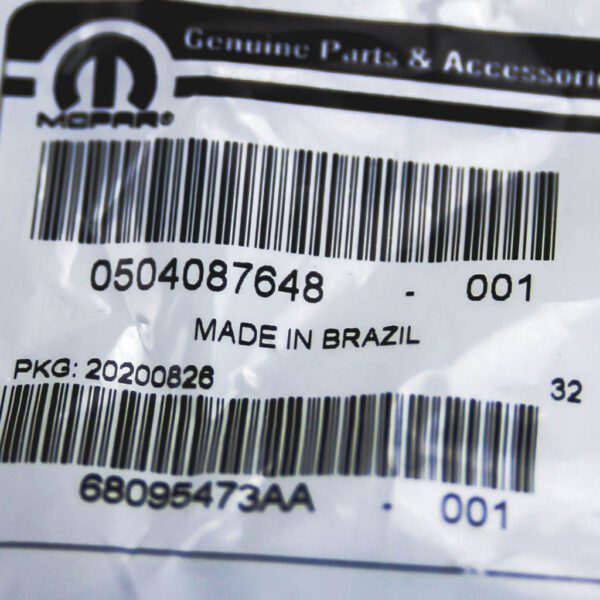 Genuine Parts & Accessori
MOPAR®
0504087648 - 001
MADE IN BRAZIL
PKG: 20200826 32
68095473AA - 001